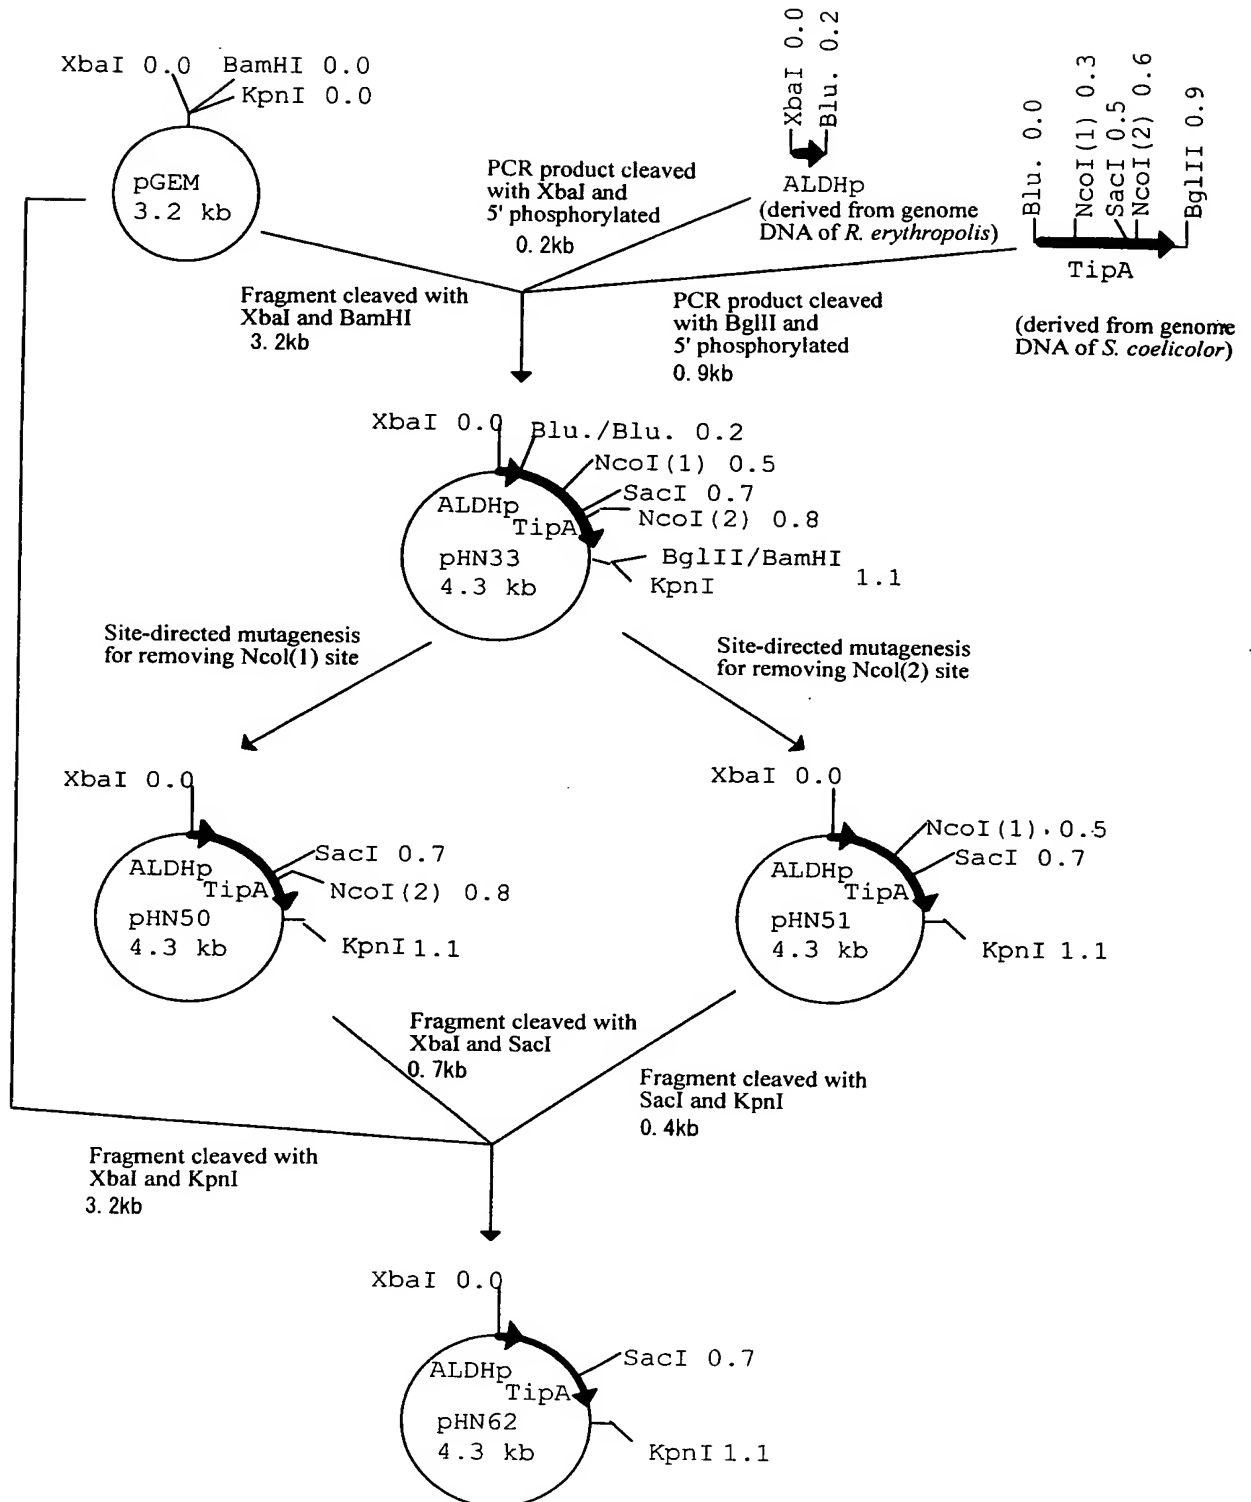 XbaI 0.0
BamHI 0.0
KpnI 0.0
pGEM
3.2 kb
XbaI 0.0
Blu. 0.2
ALDHp
(derived from genome
DNA of R. erythropolis)
Blu. 0.0
NcoI(1) 0.3
SacI 0.5
NcoI(2) 0.6
BglII 0.9
TipA
(derived from genome
DNA of S. coelicolor)
PCR product cleaved
with XbaI and
5' phosphorylated
0.2kb
Fragment cleaved with
XbaI and BamHI
3.2kb
PCR product cleaved
with BglII and
5' phosphorylated
0.9kb
XbaI 0.0
Blu./Blu. 0.2
NcoI(1) 0.5
SacI 0.7
NcoI(2) 0.8
ALDHp
TipA
pHN33
4.3 kb
BglII/BamHI
KpnI
1.1
Site-directed mutagenesis
for removing NcoI(1) site
Site-directed mutagenesis
for removing NcoI(2) site
XbaI 0.0
SacI 0.7
NcoI(2) 0.8
ALDHp
TipA
pHN50
4.3 kb
KpnI 1.1
XbaI 0.0
NcoI(1) 0.5
SacI 0.7
ALDHp
TipA
pHN51
4.3 kb
KpnI 1.1
Fragment cleaved with
XbaI and SacI
0.7kb
Fragment cleaved with
SacI and KpnI
0.4kb
Fragment cleaved with
XbaI and KpnI
3.2kb
XbaI 0.0
SacI 0.7
ALDHp
TipA
pHN62
4.3 kb
KpnI 1.1